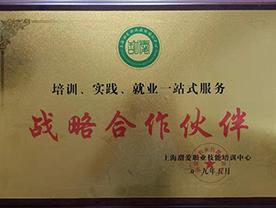 培训、实践、就业一站式服务
战略合作伙伴
上海甜爱职业技能培训中心
二〇一九年五月